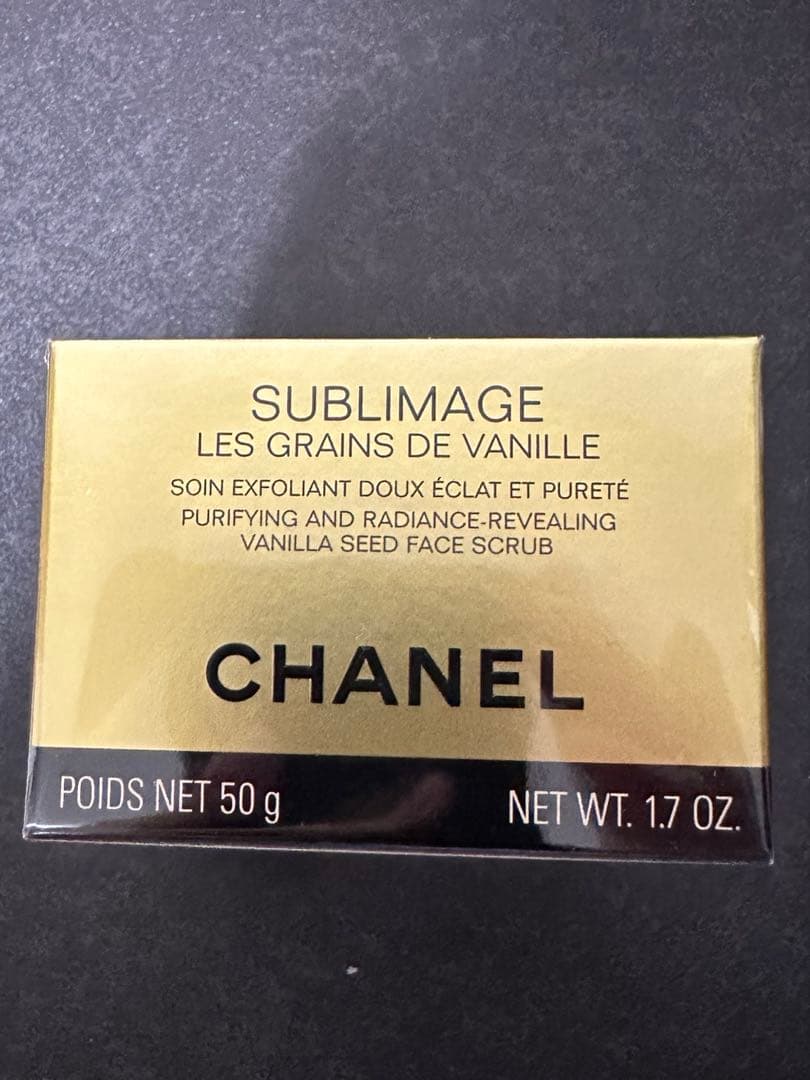 SUBLIMAGE
LES GRAINS DE VANILLE
SOIN EXFOLIANT DOUX ÉCLAT ET PURETÉ
PURIFYING AND RADIANCE-REVEALING
VANILLA SEED FACE SCRUB
CHANEL
POIDS NET 50 g NET WT. 1.7 OZ.